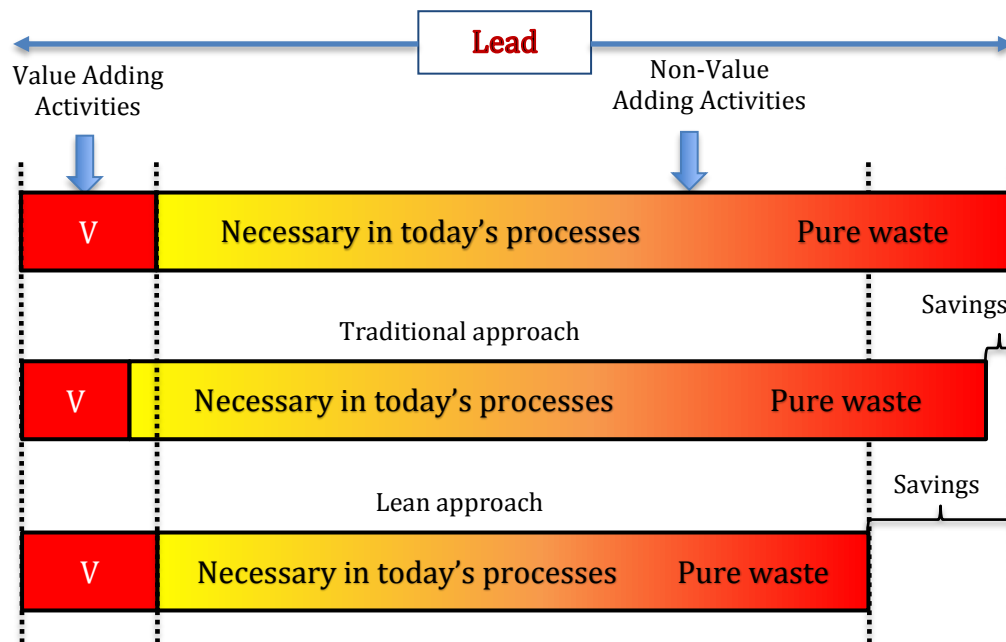 Lead
Value Adding
Activities
Non-Value
Adding Activities
V
Necessary in today's processes
Pure waste
Savings
Traditional approach
V
Necessary in today's processes
Pure waste
Savings
Lean approach
V
Necessary in today's processes
Pure waste